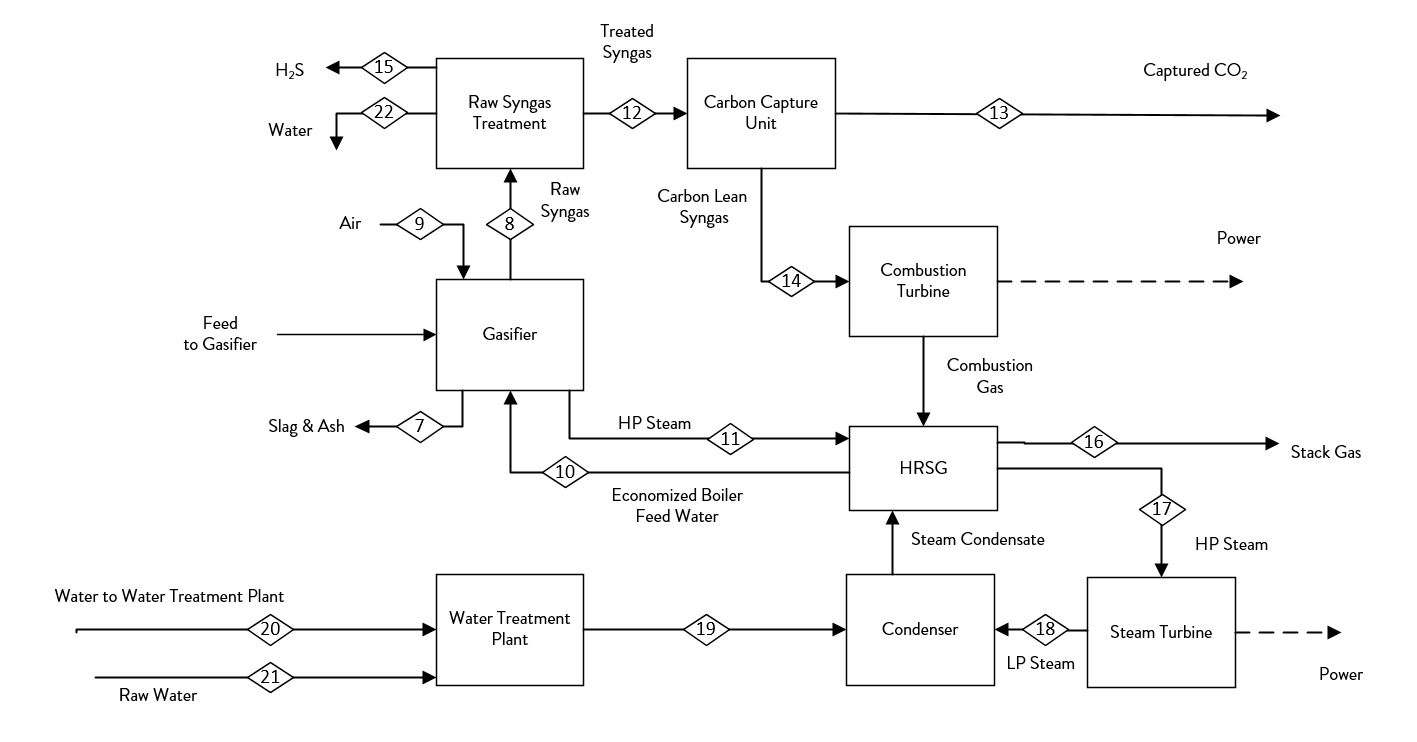 Treated
Syngas
H₂S
15
Raw Syngas
Treatment
12
Carbon Capture
Unit
13
Captured CO₂
Water
22
Raw
Syngas
Air
9
8
Carbon Lean
Syngas
14
Combustion
Turbine
Power
Feed
to Gasifier
Gasifier
Combustion
Gas
Slag & Ash
7
HP Steam
11
HRSG
16
Stack Gas
10
Economized Boiler
Feed Water
17
HP Steam
Steam Condensate
Water to Water Treatment Plant
20
Water Treatment
Plant
19
Condenser
18
LP Steam
Steam Turbine
Power
21
Raw Water